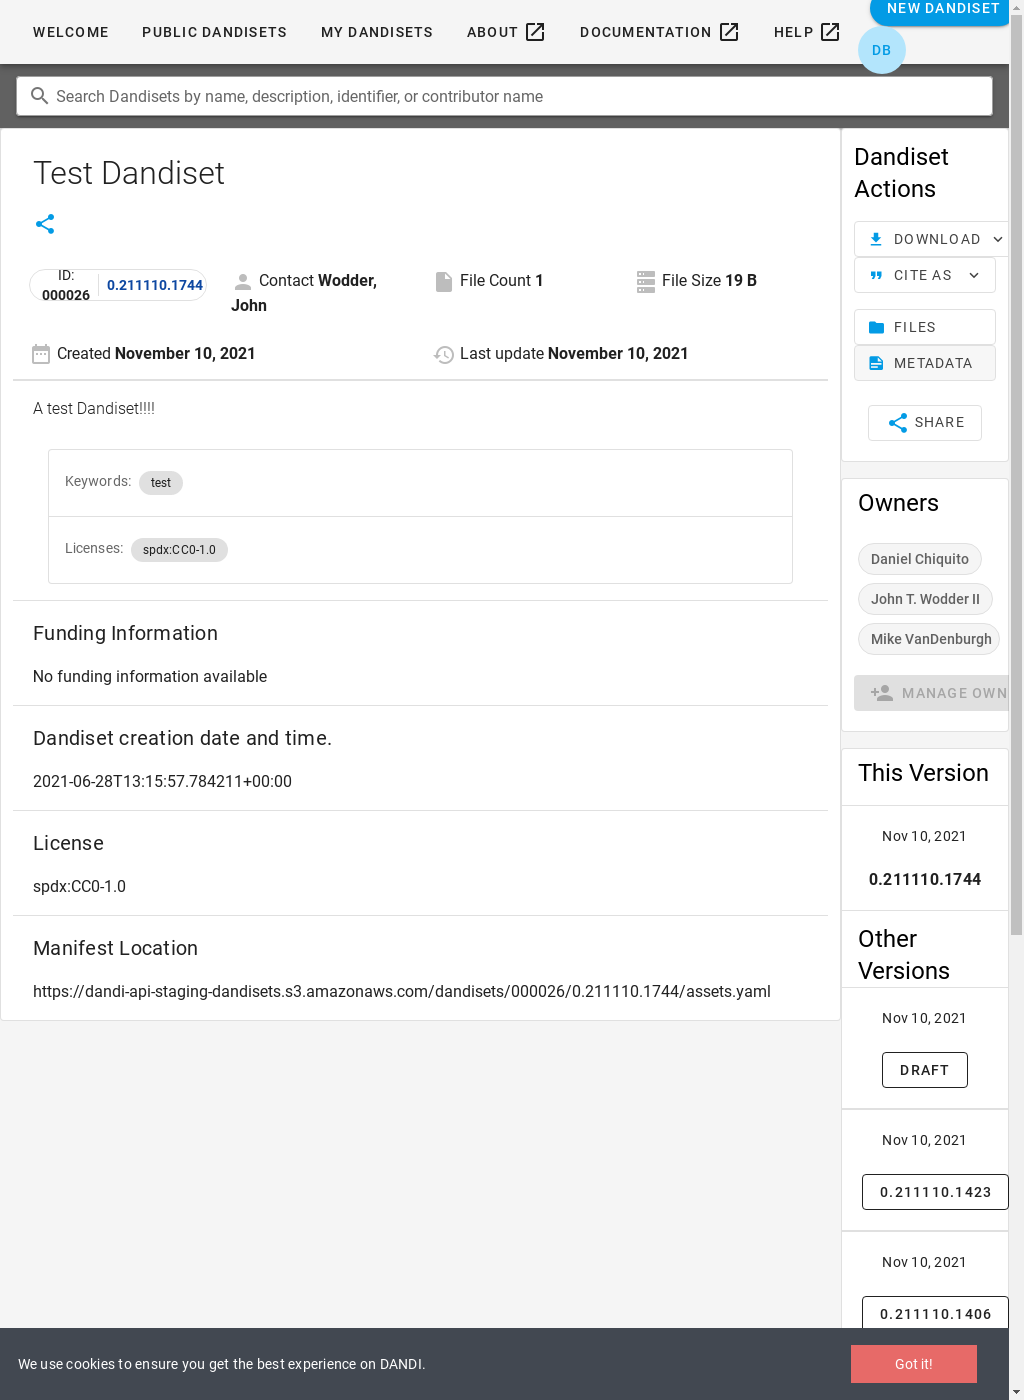 NEW DANDISET
WELCOME
PUBLIC DANDISETS
MY DANDISETS
ABOUT
DOCUMENTATION
HELP
DB
Search Dandisets by name, description, identifier, or contributor name
Test Dandiset
ID:
000026
0.211110.1744
Contact Wodder,
John
File Count 1
File Size 19 B
Created November 10, 2021
Last update November 10, 2021
A test Dandiset!!!!
Keywords: test
Licenses: spdx:CC0-1.0
Funding Information
No funding information available
Dandiset creation date and time.
2021-06-28T13:15:57.784211+00:00
License
spdx:CC0-1.0
Manifest Location
https://dandi-api-staging-dandisets.s3.amazonaws.com/dandisets/000026/0.211110.1744/assets.yaml
Dandiset
Actions
DOWNLOAD
CITE AS
FILES
METADATA
SHARE
Owners
Daniel Chiquito
John T. Wodder II
Mike VanDenburgh
MANAGE OWN
This Version
Nov 10, 2021
0.211110.1744
Other
Versions
Nov 10, 2021
DRAFT
Nov 10, 2021
0.211110.1423
Nov 10, 2021
0.211110.1406
We use cookies to ensure you get the best experience on DANDI.
Got it!